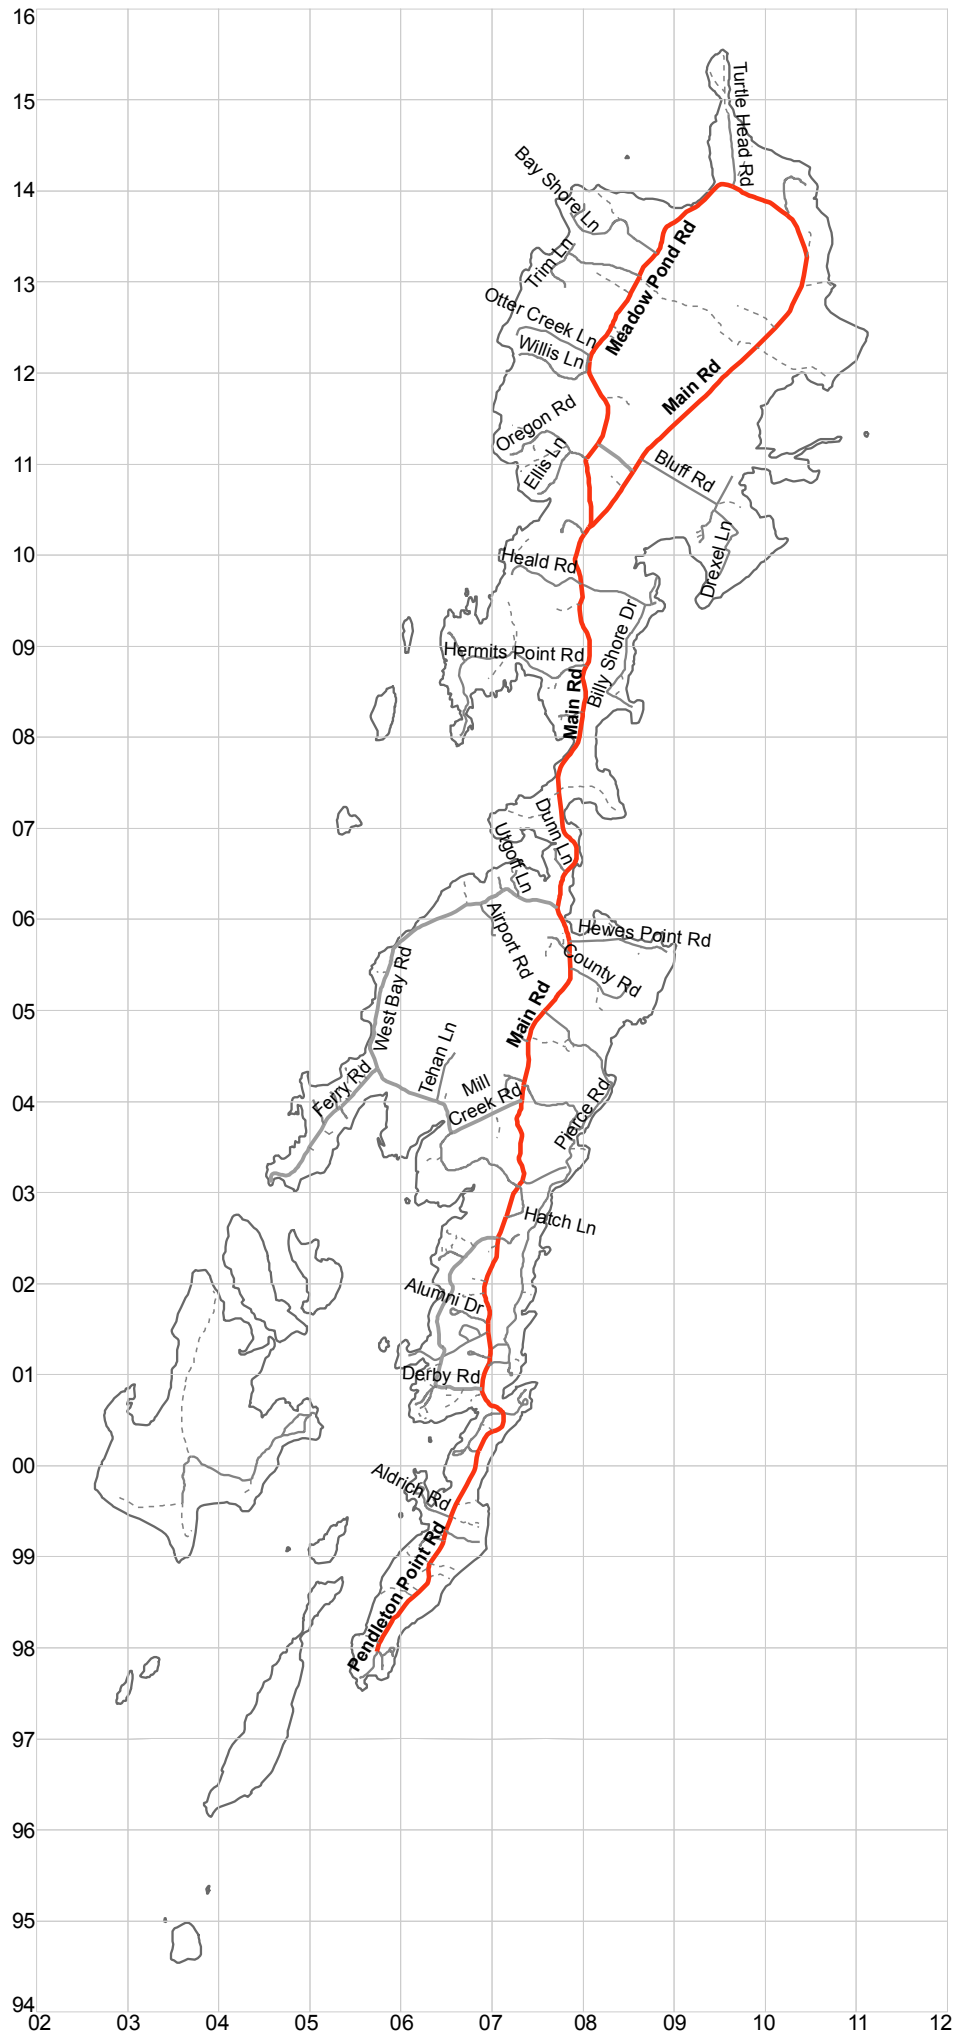 16
15
Turtle Head Rd
Bay Shore Ln
14
Meadow Pond Rd
Trim Ln
13
Otter Creek Ln
Willis Ln
12
Main Rd
Oregon Rd
Ellis Ln
11
Bluff Rd
10
Heald Rd
Drexel Ln
09
Hermits Point Rd
Billy Shore Dr
Main Rd
08
07
Dunn Ln
Utgoff Ln
06
Airport Rd
Hewes Point Rd
County Rd
West Bay Rd
05
Main Rd
Tehan Ln
Ferry Rd
Mill
Creek Rd
04
Pierce Rd
03
Hatch Ln
02
Alumni Dr
01
Derby Rd
00
Aldrich Rd
99
Pendleton Point Rd
98
97
96
95
94
02 03 04 05 06 07 08 09 10 11 12